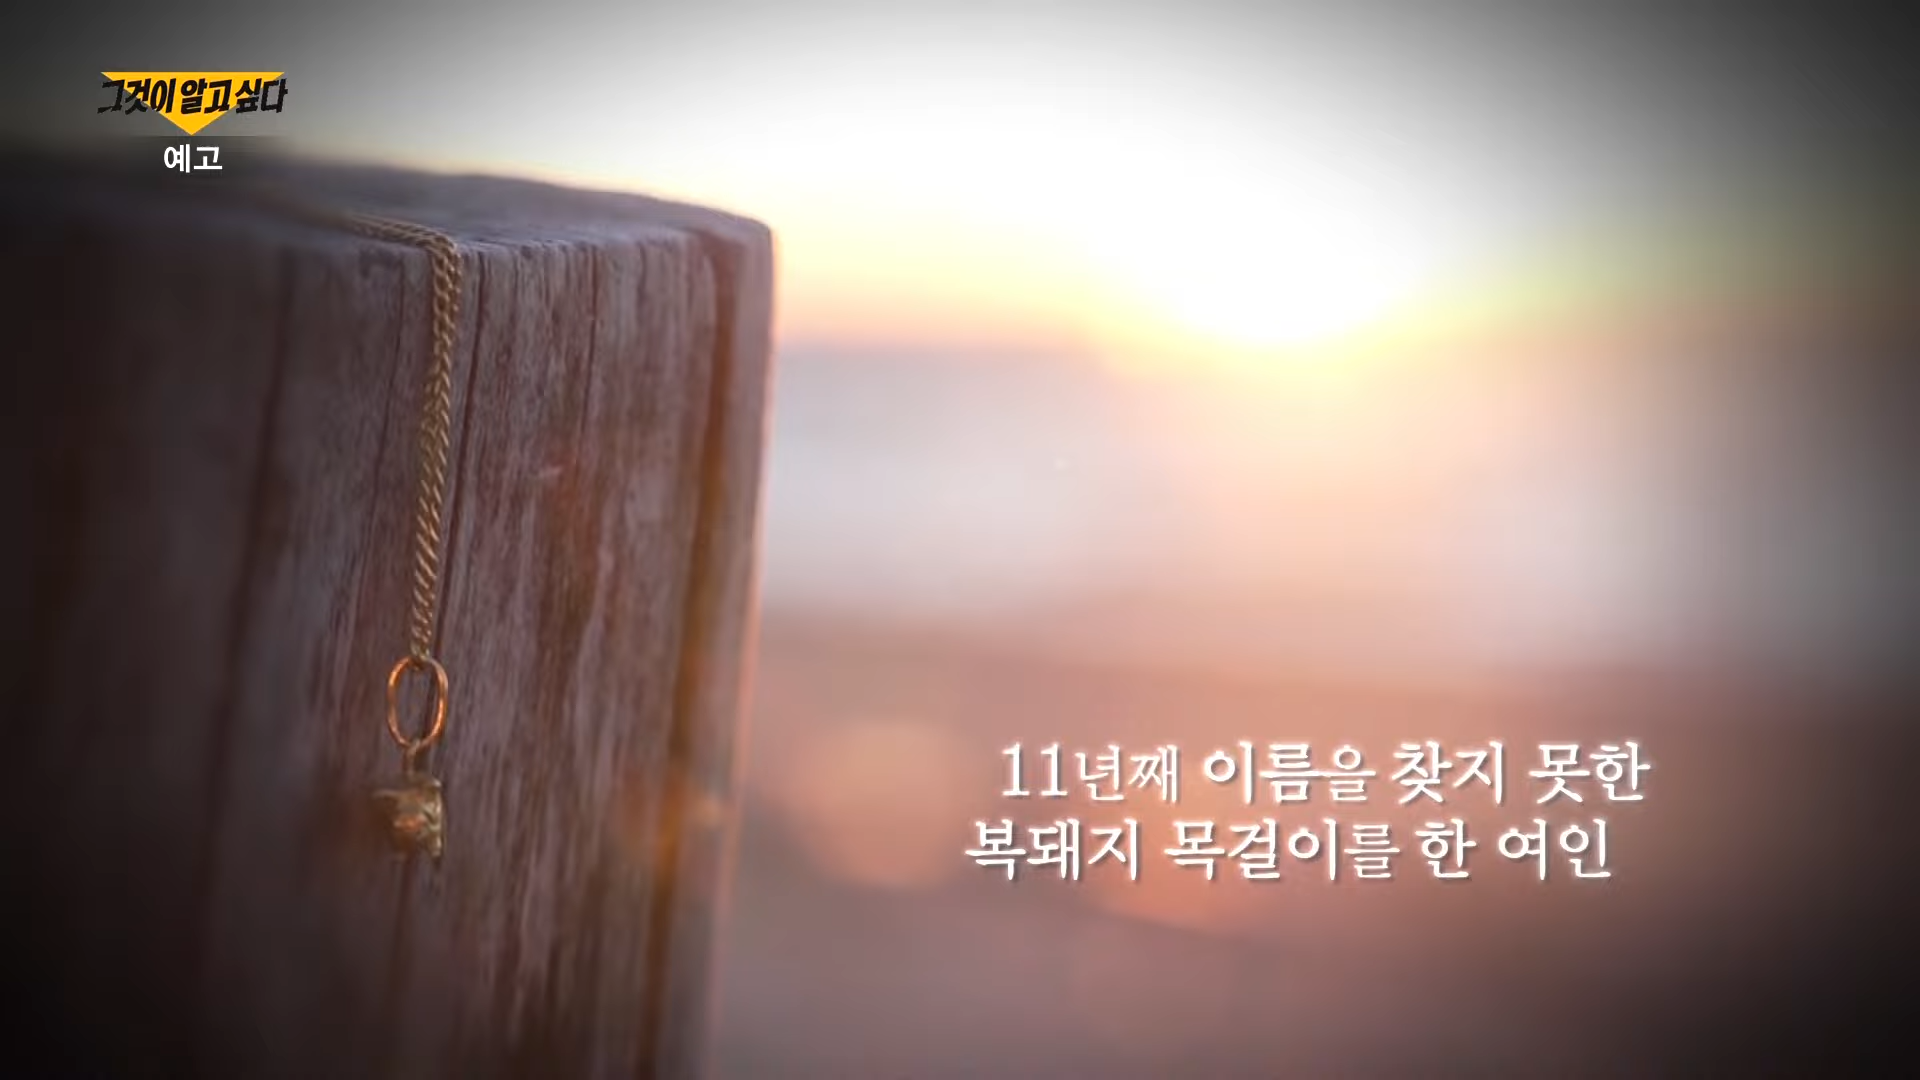 그것이 알고 싶다
예고
11년째 이름을 찾지 못한
복돼지 목걸이를 한 여인